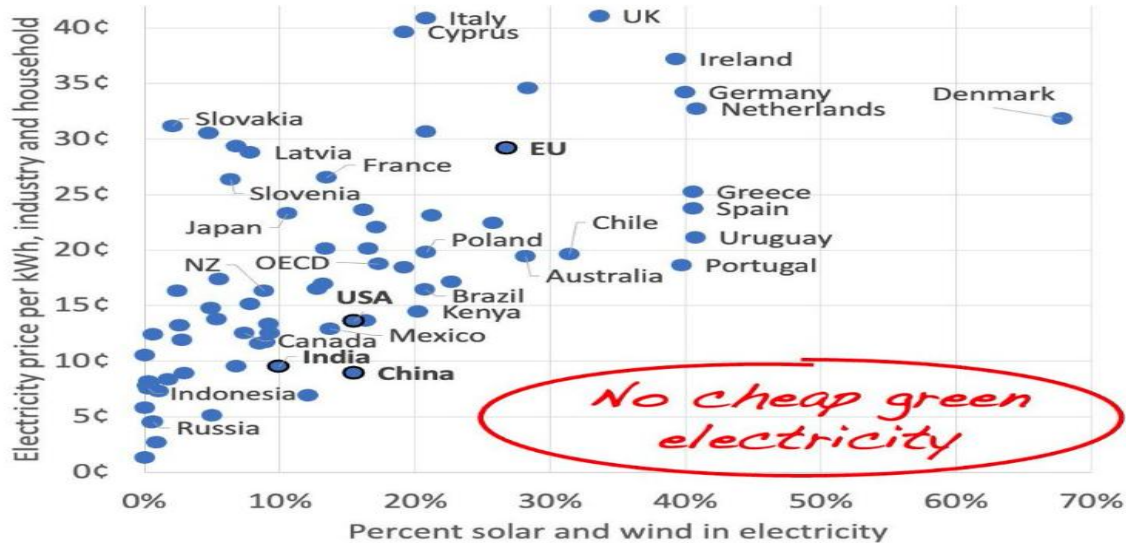 Electricity price per kWh, industry and household
40¢
35¢
30¢
25¢
20¢
15¢
10¢
5¢
0¢
Italy
UK
Cyprus
Ireland
Germany
Denmark
Netherlands
Slovakia
EU
Latvia
France
Slovenia
Greece
Spain
Japan
Chile
Poland
Uruguay
NZ
OECD
Australia
Portugal
USA
Brazil
Kenya
Mexico
Canada
India
China
Indonesia
Russia
No cheap green
electricity
0%
10%
20%
30%
40%
50%
60%
70%
Percent solar and wind in electricity